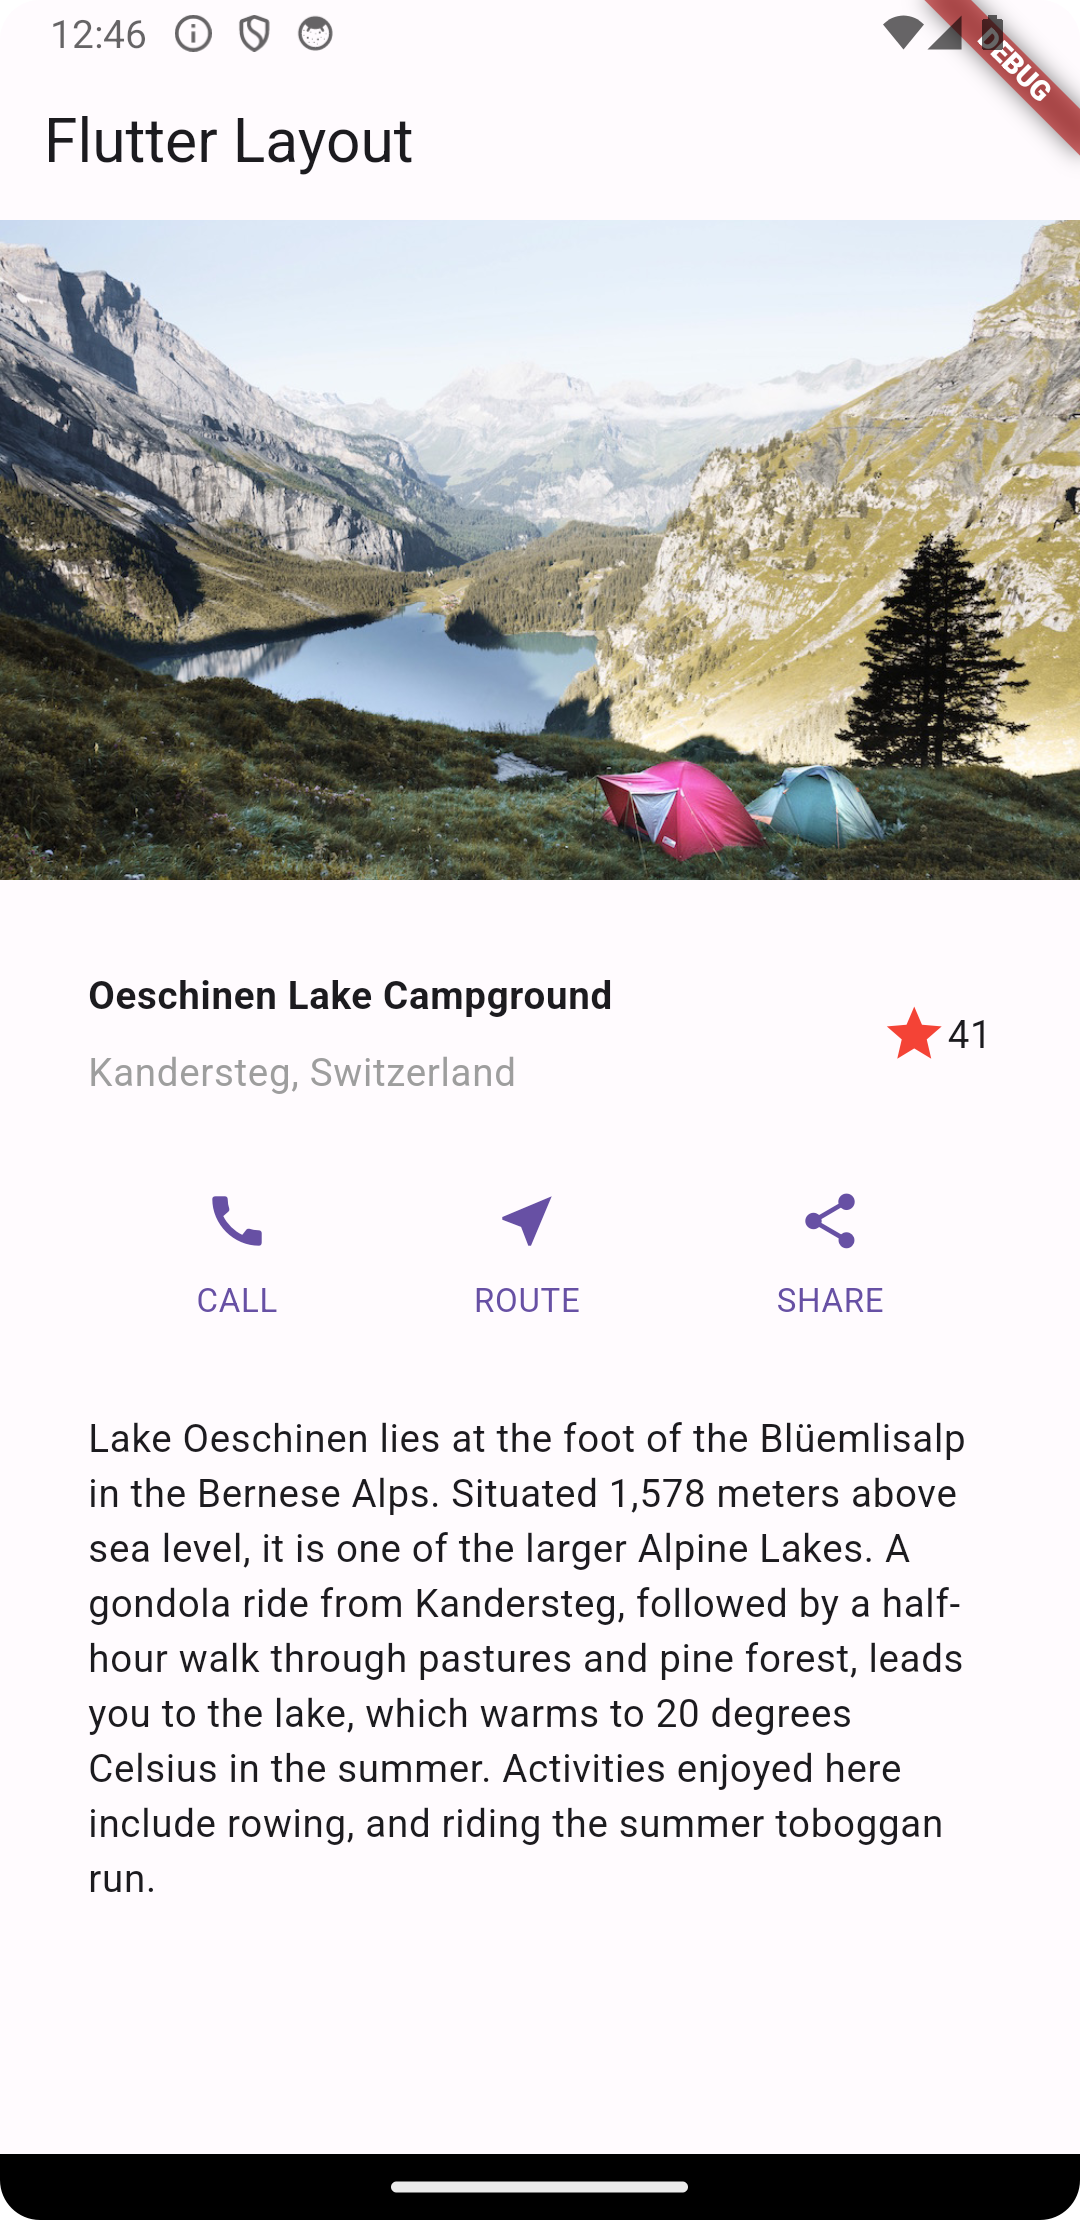 12:46
DEBUG
Flutter Layout
Oeschinen Lake Campground
Kandersteg, Switzerland
41
CALL ROUTE SHARE
Lake Oeschinen lies at the foot of the Blüemlisalp
in the Bernese Alps. Situated 1,578 meters above
sea level, it is one of the larger Alpine Lakes. A
gondola ride from Kandersteg, followed by a half-
hour walk through pastures and pine forest, leads
you to the lake, which warms to 20 degrees
Celsius in the summer. Activities enjoyed here
include rowing, and riding the summer toboggan
run.